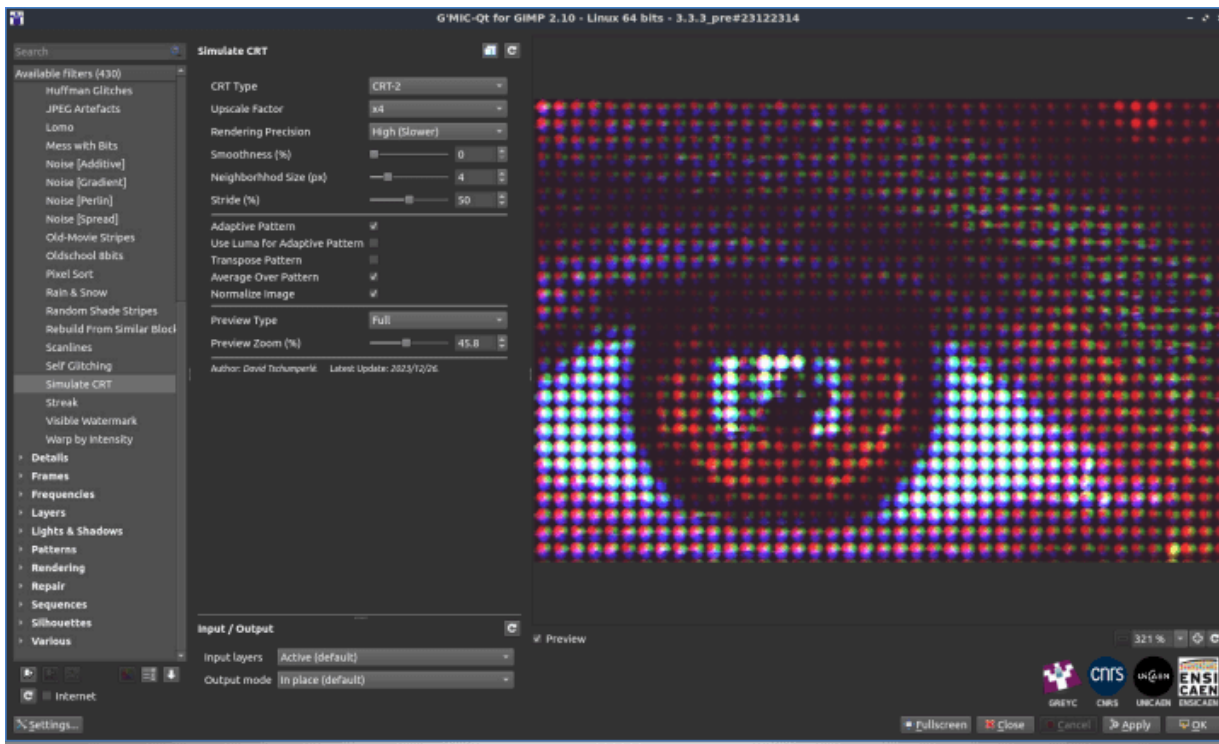 G'MIC-Qt for GIMP 2.10 - Linux 64 bits - 3.3.3_pre#23122314
Search
Available filters (430)
Huffman Glitches
JPEG Artefacts
Lomo
Mess with Bits
Noise [Additive]
Noise [Gradient]
Noise [Perlin]
Noise [Spread]
Old-Movie Stripes
Oldschool 8bits
Pixel Sort
Rain & Snow
Random Shade Stripes
Rebuild From Similar Block
Scanlines
Self Glitching
Simulate CRT
Streak
Visible Watermark
Warp by Intensity
Details
Frames
Frequencies
Layers
Lights & Shadows
Patterns
Rendering
Repair
Sequences
Silhouettes
Various
Internet
Settings...
Simulate CRT
CRT Type CRT-2
Upscale Factor x4
Rendering Precision High (Slower)
Smoothness (%) 0
Neighborhhod Size (px) 4
Stride (%) 50
Adaptive Pattern
Use Luma for Adaptive Pattern
Transpose Pattern
Average Over Pattern
Normalize Image
Preview Type Full
Preview Zoom (%) 45.8
Author: David Tschumperlé. Latest Update: 2023/12/26.
Input / Output
Input layers Active (default)
Output mode In place (default)
Preview
321 %
GREYC
cnrs
CNRS
UNICAEN
UNICAEN
ENSI
CAEN
ENSICAEN
Fullscreen
Close
Cancel
Apply
OK